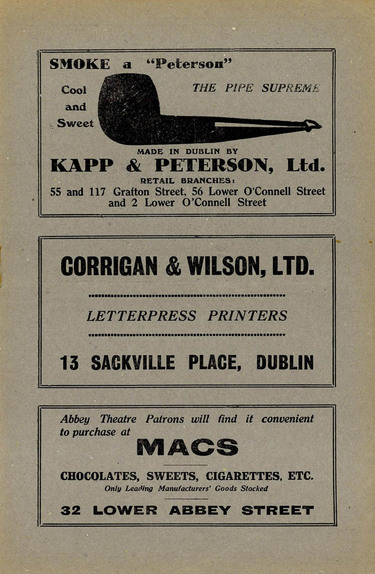 SMOKE a "Peterson"
Cool
and
Sweet
THE PIPE SUPREME
MADE IN DUBLIN BY
KAPP & PETERSON, Ltd.
RETAIL BRANCHES:
55 and 117 Grafton Street, 56 Lower O'Connell Street
and 2 Lower O'Connell Street
CORRIGAN & WILSON, LTD.
LETTERPRESS PRINTERS
13 SACKVILLE PLACE, DUBLIN
Abbey Theatre Patrons will find it convenient
to purchase at
MACS
CHOCOLATES, SWEETS, CIGARETTES, ETC.
Only Leading Manufacturers' Goods Stocked
32 LOWER ABBEY STREET